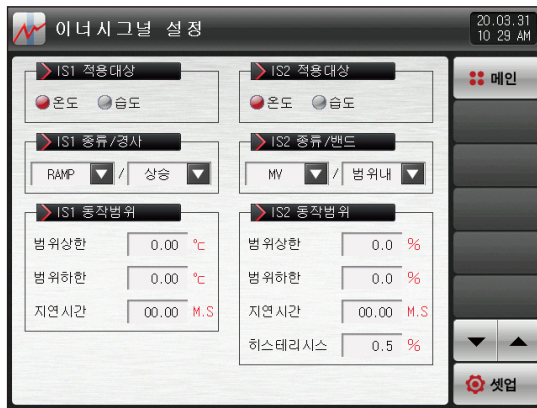 이너시그널 설정
20.03.31
10 29 AM
IS1 적용대상
온도 습도
IS1 종류/경사
RAMP / 상승
IS1 동작범위
범위상한 0.00 ℃
범위하한 0.00 ℃
지연시간 00.00 M.S
IS2 적용대상
온도 습도
IS2 종류/밴드
MV / 범위내
IS2 동작범위
범위상한 0.0 %
범위하한 0.0 %
지연시간 00.00 M.S
히스테리시스 0.5 %
메인
셋업